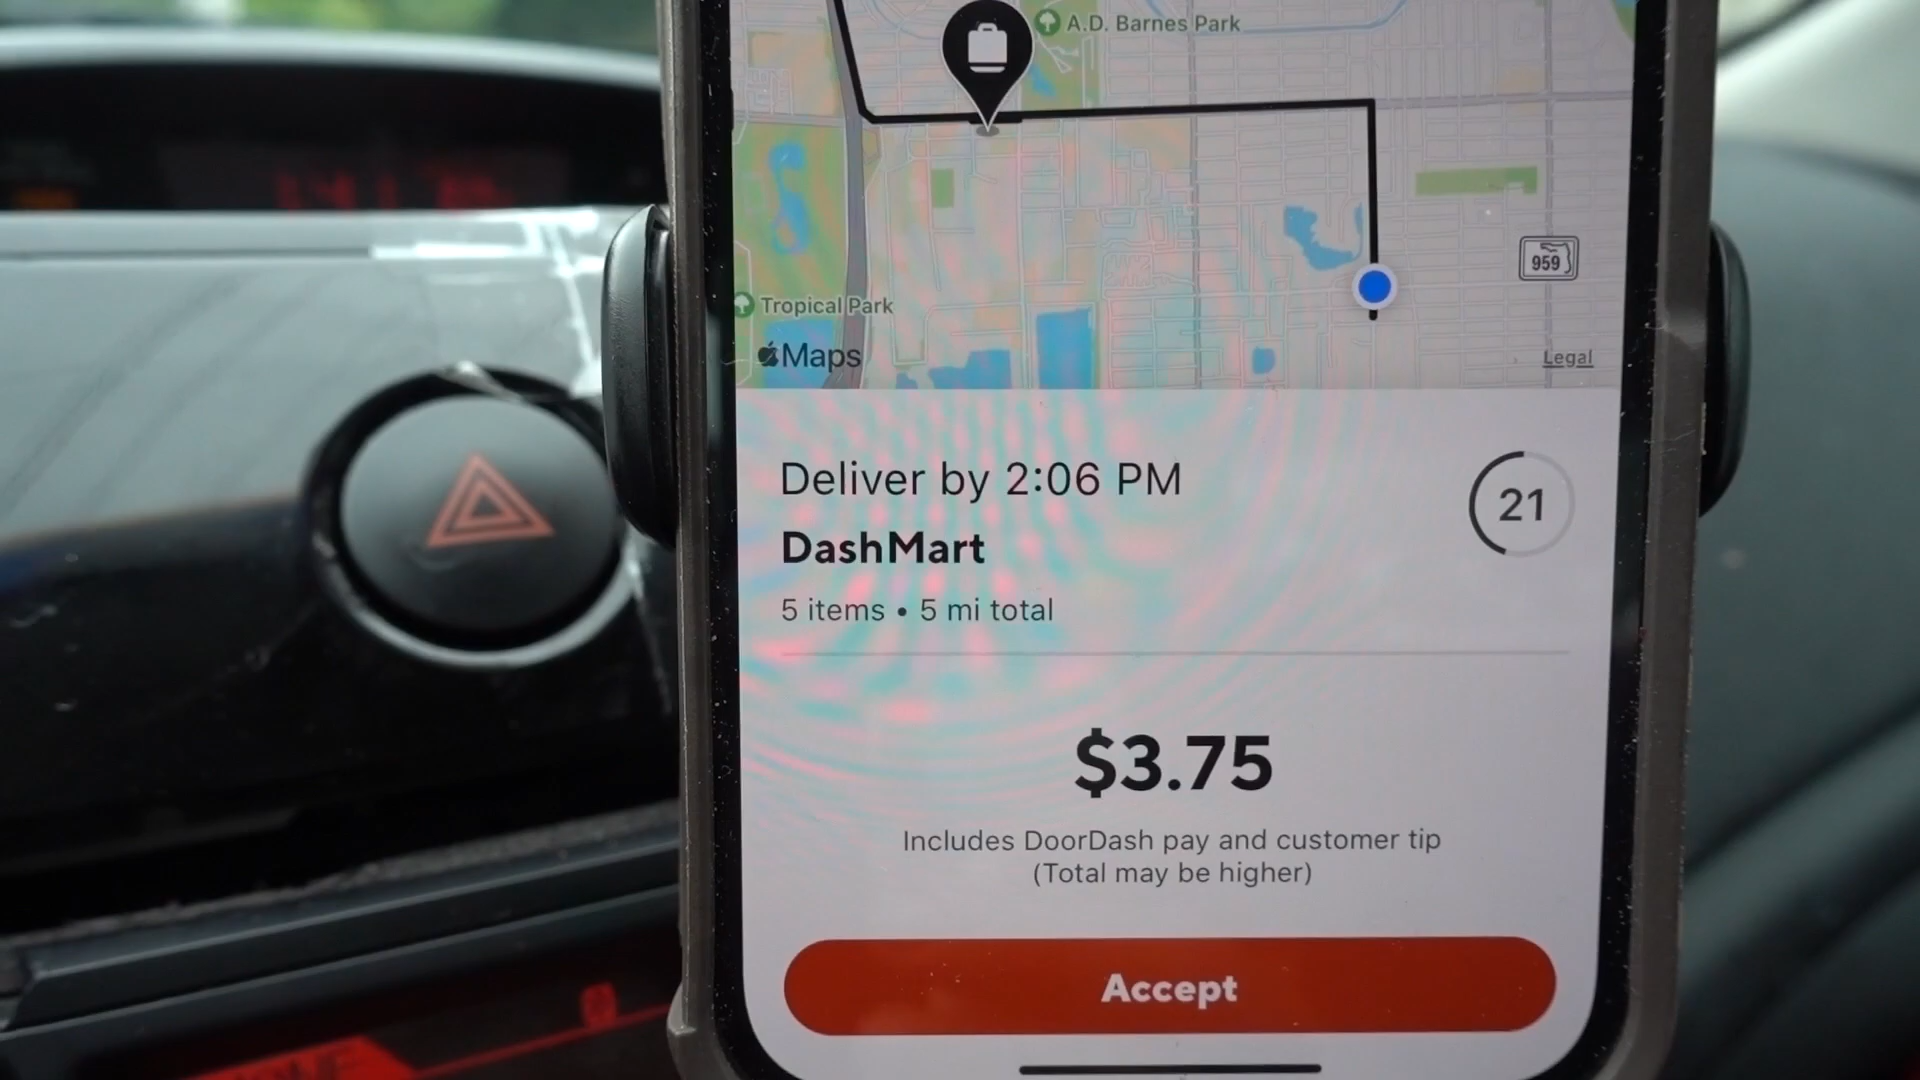 A.D. Barnes Park
959
Tropical Park
Maps
Legal
Deliver by 2:06 PM
21
DashMart
5 items • 5 mi total
$3.75
Includes DoorDash pay and customer tip
(Total may be higher)
Accept